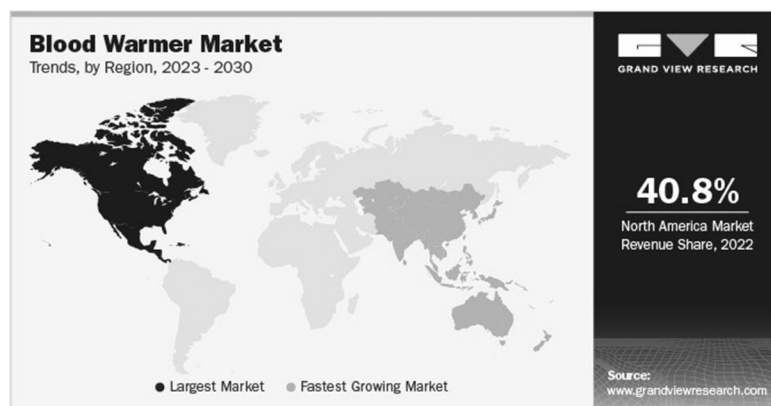 Blood Warmer Market
Trends, by Region, 2023 - 2030
Largest Market
Fastest Growing Market
GRAND VIEW RESEARCH
40.8%
North America Market
Revenue Share, 2022
Source:
www.grandviewresearch.com